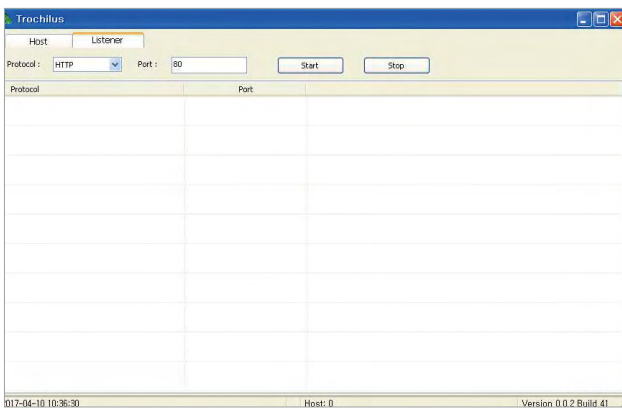 Trochilus
Host Listener
Protocol : HTTP Port : 80 Start Stop
Protocol Port
2017-04-10 10:36:30 Host: 0 Version 0.0.2 Build 41